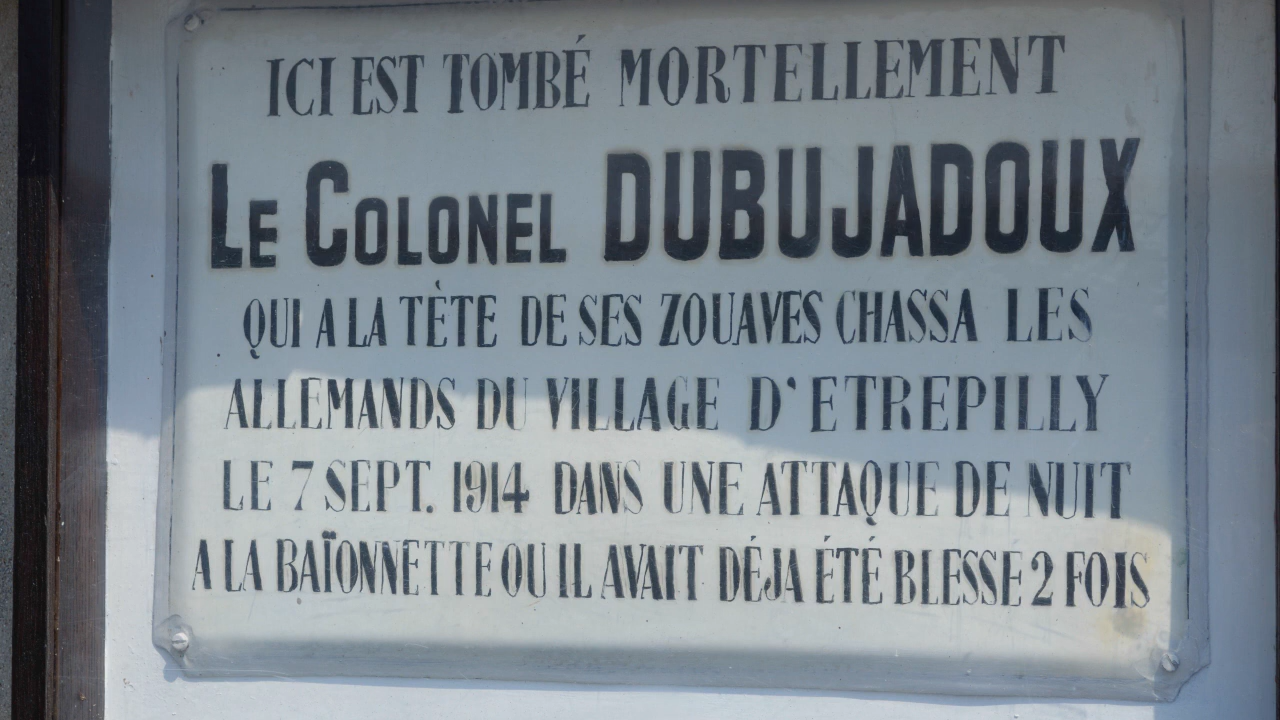 ICI EST TOMBÉ MORTELLEMENT
LE COLONEL DUBUJADOUX
QUI A LA TÈTE DE SES ZOUAVES CHASSA LES
ALLEMANDS DU VILLAGE D'ETREPILLY
LE 7 SEPT. 1914 DANS UNE ATTAQUE DE NUIT
A LA BAÏONNETTE OU IL AVAIT DÉJA ÉTÉ BLESSE 2 FOIS